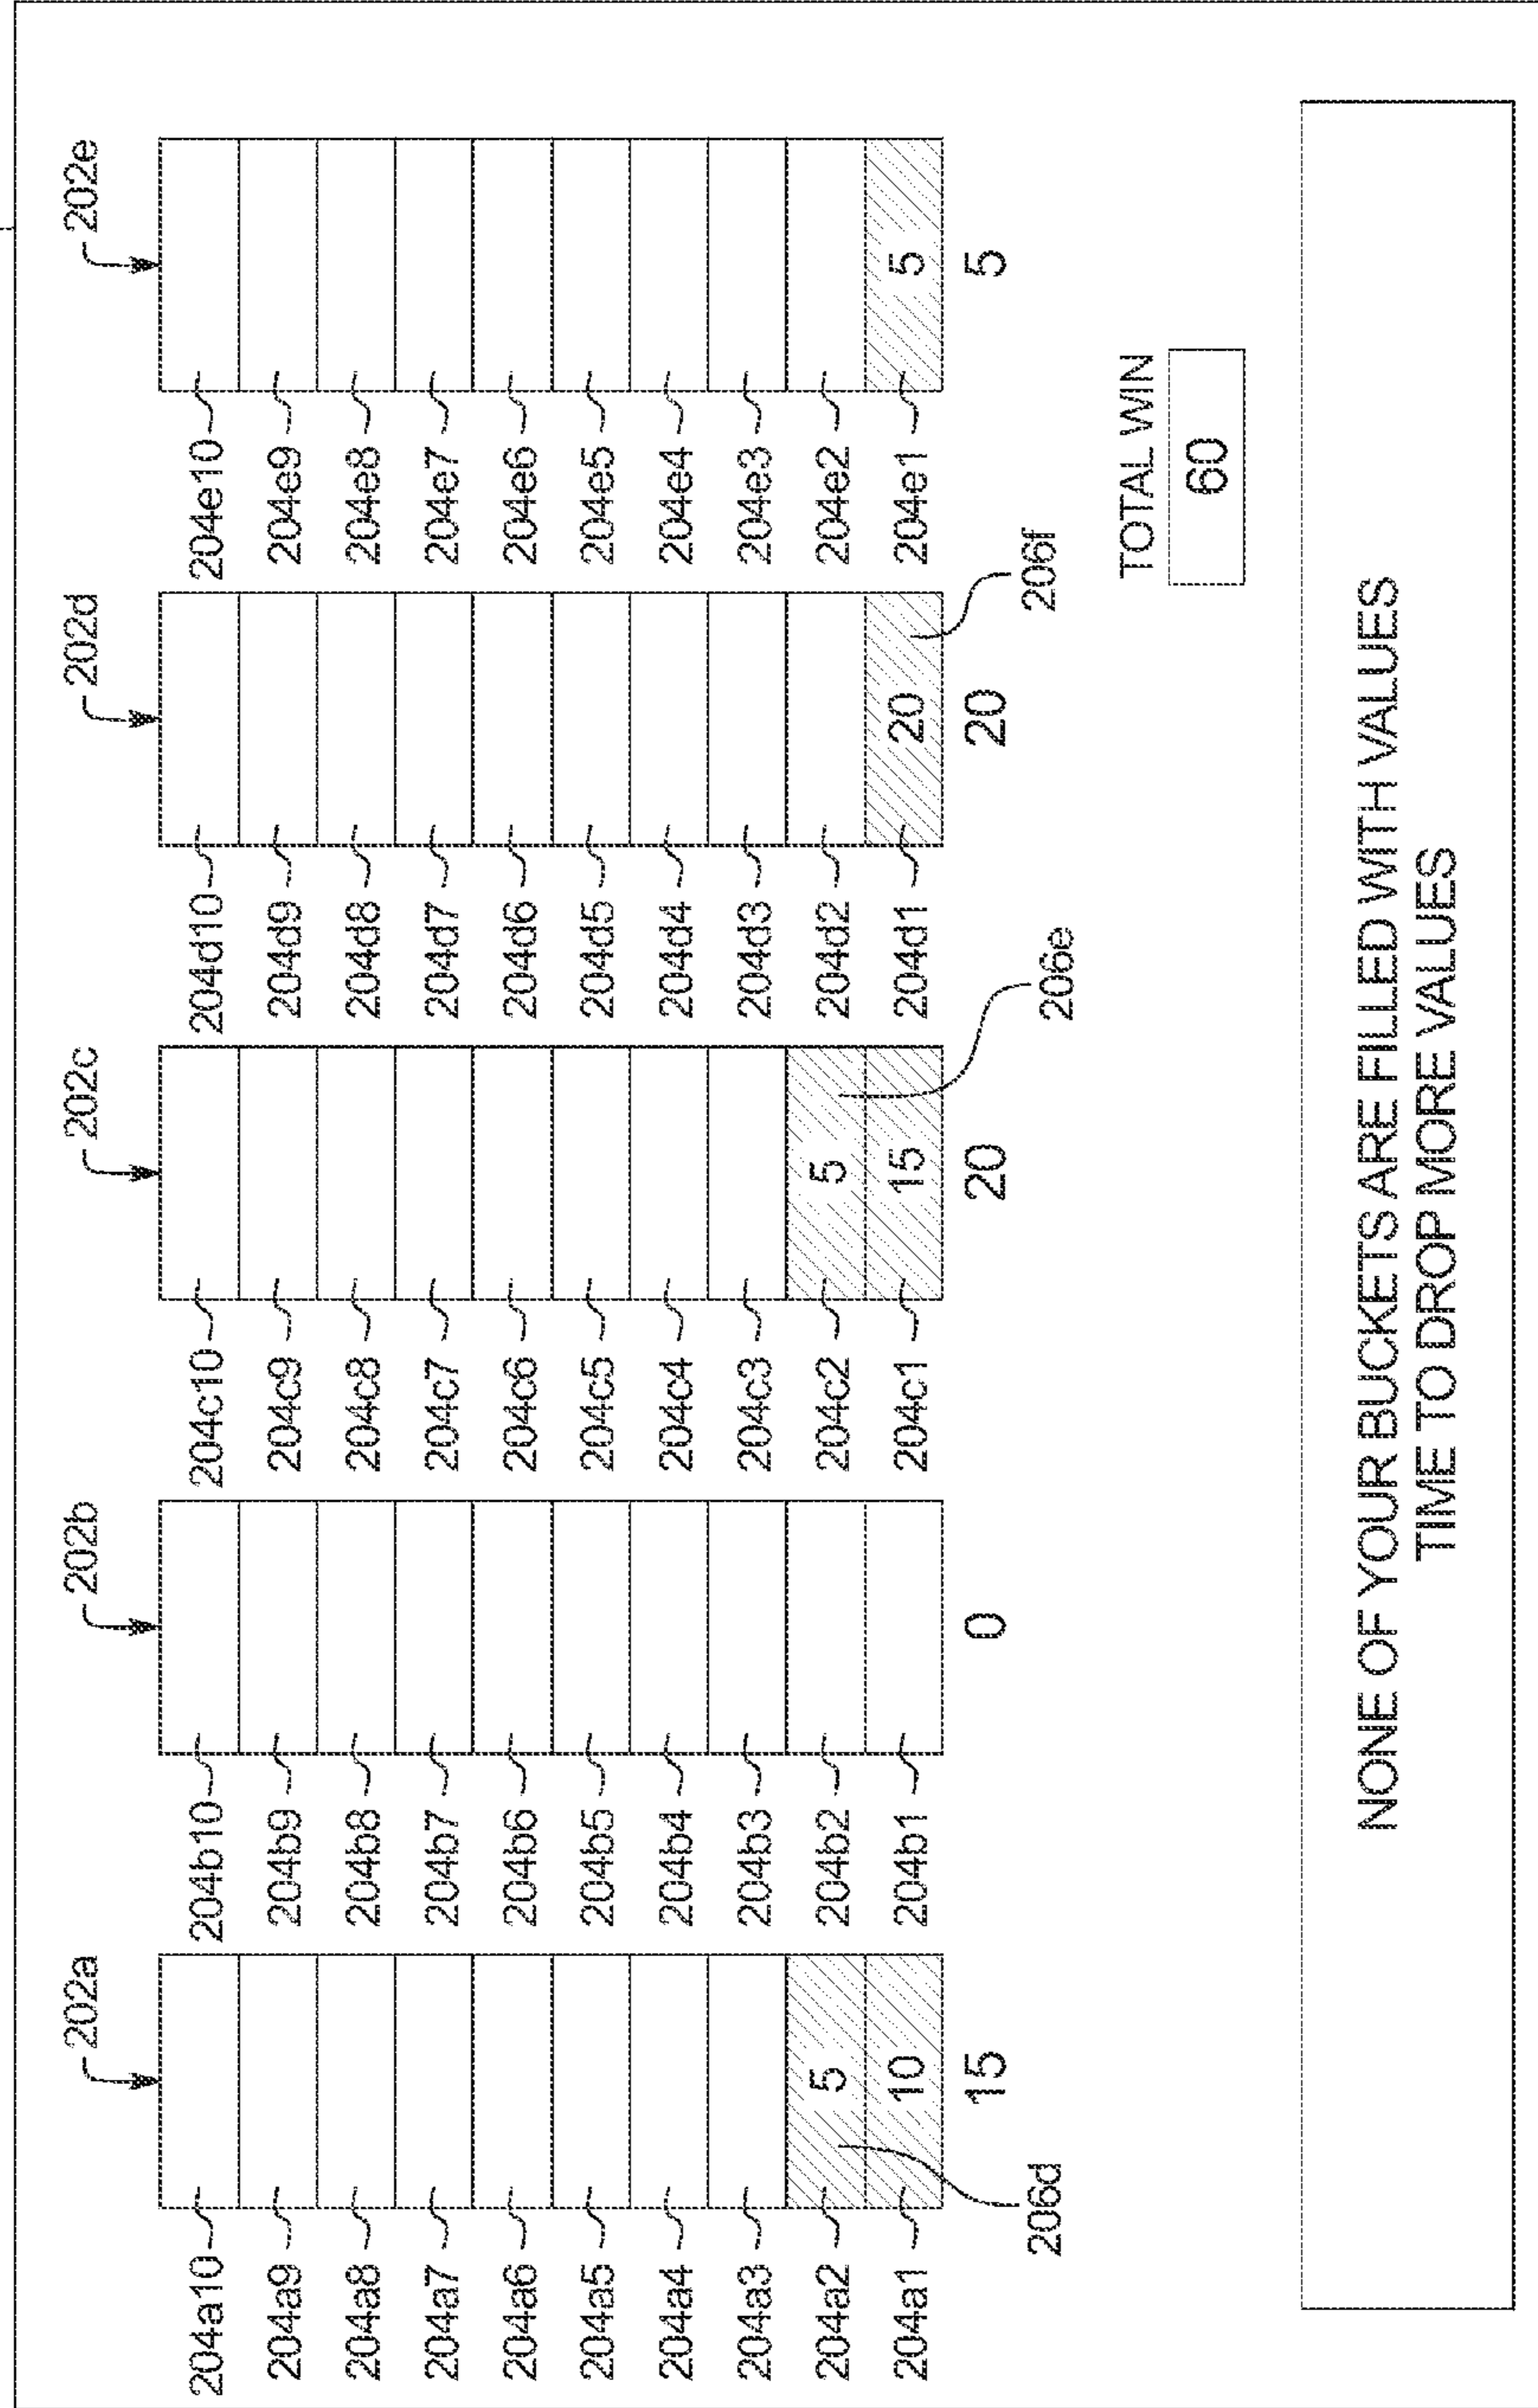 202a
202b
202c
202d
202e
204a10
204a9
204a8
204a7
204a6
204a5
204a4
204a3
204a2
204a1
5
10
15
206d
204b10
204b9
204b8
204b7
204b6
204b5
204b4
204b3
204b2
204b1
0
204c10
204c9
204c8
204c7
204c6
204c5
204c4
204c3
204c2
204c1
5
15
20
206e
204d10
204d9
204d8
204d7
204d6
204d5
204d4
204d3
204d2
204d1
20
20
206f
204e10
204e9
204e8
204e7
204e6
204e5
204e4
204e3
204e2
204e1
5
5
TOTAL WIN
60
NONE OF YOUR BUCKETS ARE FILLED WITH VALUES
TIME TO DROP MORE VALUES